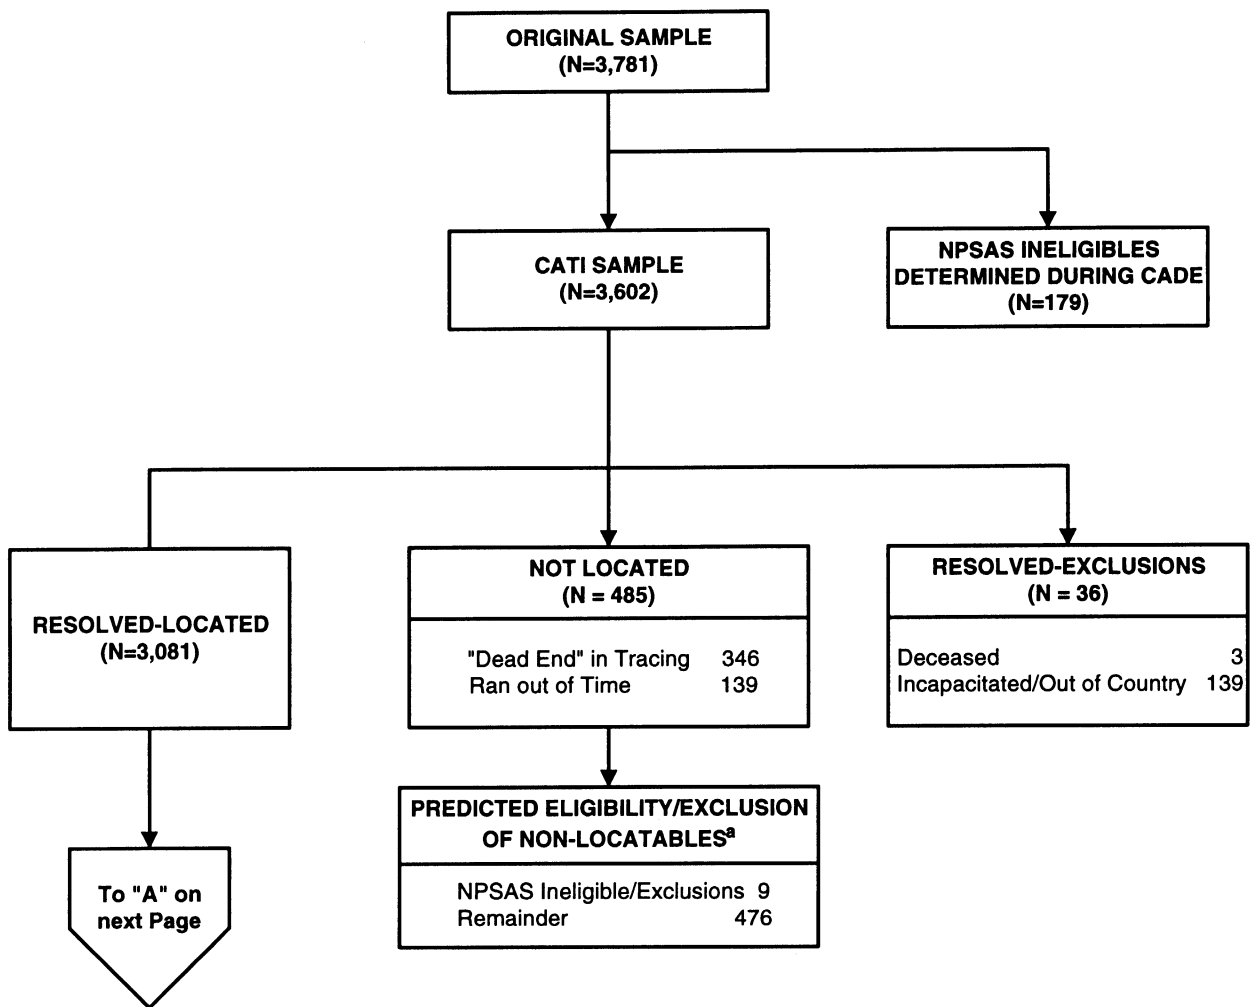 ORIGINAL SAMPLE
(N=3,781)
CATI SAMPLE
(N=3,602)
NPSAS INELIGIBLES
DETERMINED DURING CADE
(N=179)
RESOLVED-LOCATED
(N=3,081)
NOT LOCATED
(N = 485)
"Dead End" in Tracing 346
Ran out of Time 139
RESOLVED-EXCLUSIONS
(N = 36)
Deceased 3
Incapacitated/Out of Country 139
PREDICTED ELIGIBILITY/EXCLUSION
OF NON-LOCATABLESa
NPSAS Ineligible/Exclusions 9
Remainder 476
To "A" on
next Page